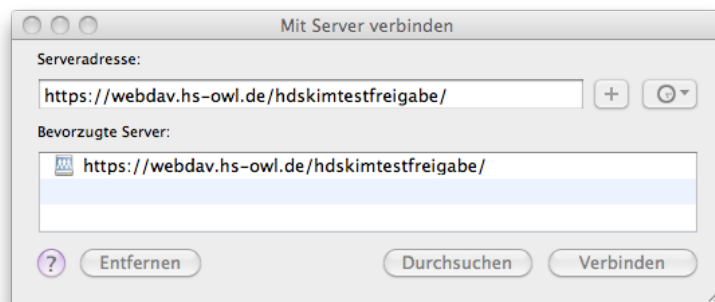 Mit Server verbinden
Serveradresse:
https://webdav.hs-owl.de/hdskimtestfreigabe/
+
Bevorzugte Server:
https://webdav.hs-owl.de/hdskimtestfreigabe/
? Entfernen Durchsuchen Verbinden